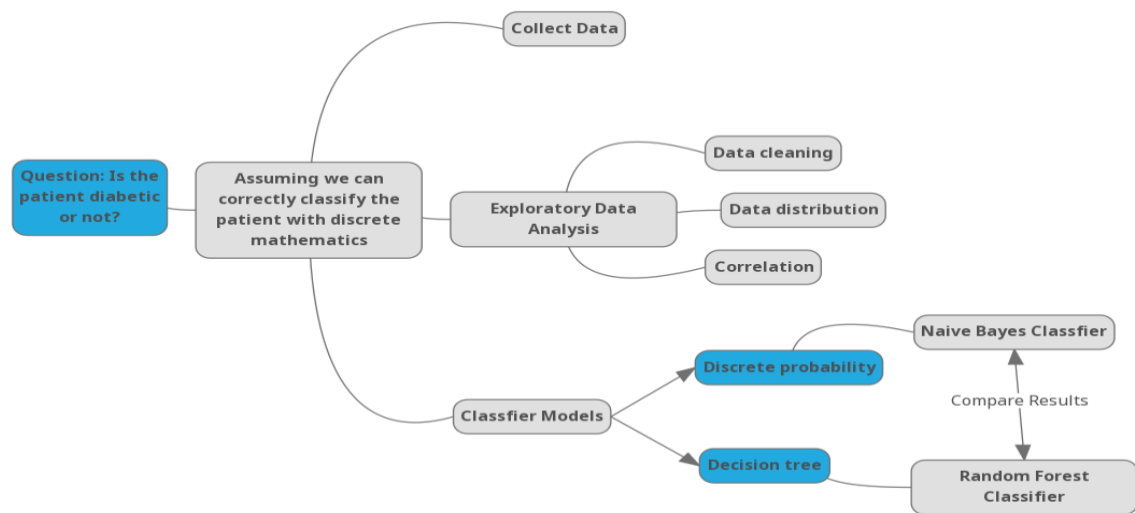 Collect Data
Question: Is the
patient diabetic
or not?
Assuming we can
correctly classify the
patient with discrete
mathematics
Exploratory Data
Analysis
Data cleaning
Data distribution
Correlation
Classfier Models
Discrete probability
Naive Bayes Classfier
Compare Results
Decision tree
Random Forest
Classifier